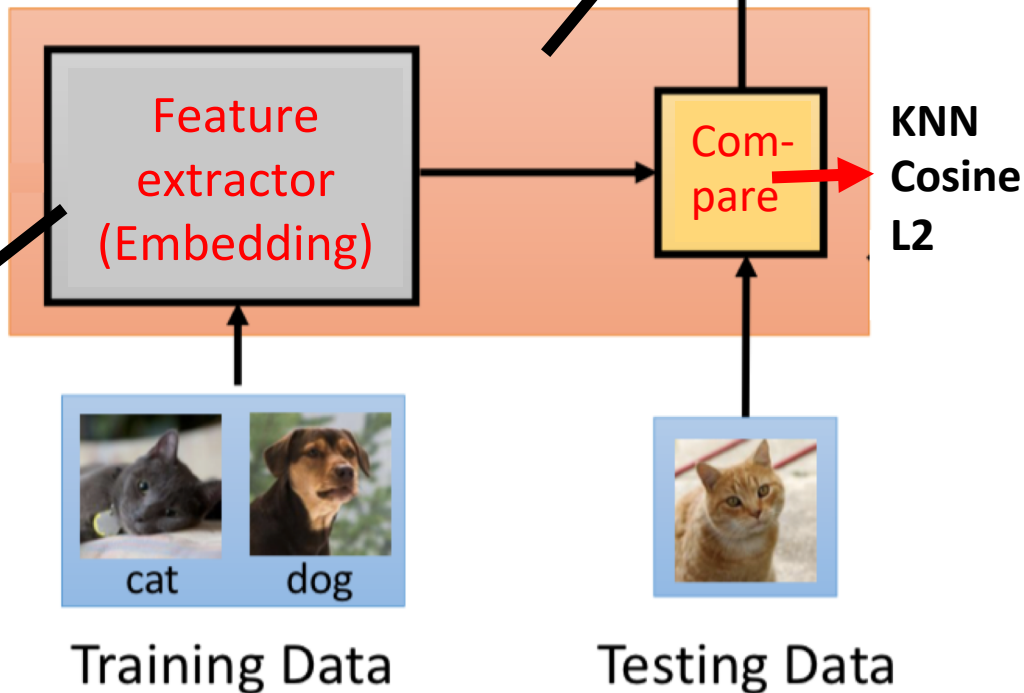 Feature
extractor
(Embedding)
Com-
pare
KNN
Cosine
L2
cat
dog
Training Data
Testing Data